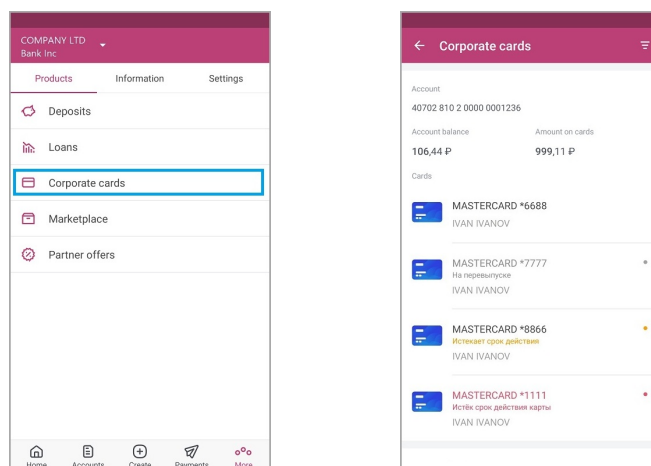 COMPANY LTD
Bank Inc
Products Information Settings
Deposits
Loans
Corporate cards
Marketplace
Partner offers
Home Accounts Create Payments More
Corporate cards
Account
40702 810 2 0000 0001236
Account balance Amount on cards
106,44 ₽ 999,11 ₽
Cards
MASTERCARD *6688
IVAN IVANOV
MASTERCARD *7777
На перевыпуске
IVAN IVANOV
MASTERCARD *8866
Истекает срок действия
IVAN IVANOV
MASTERCARD *1111
Истёк срок действия карты
IVAN IVANOV